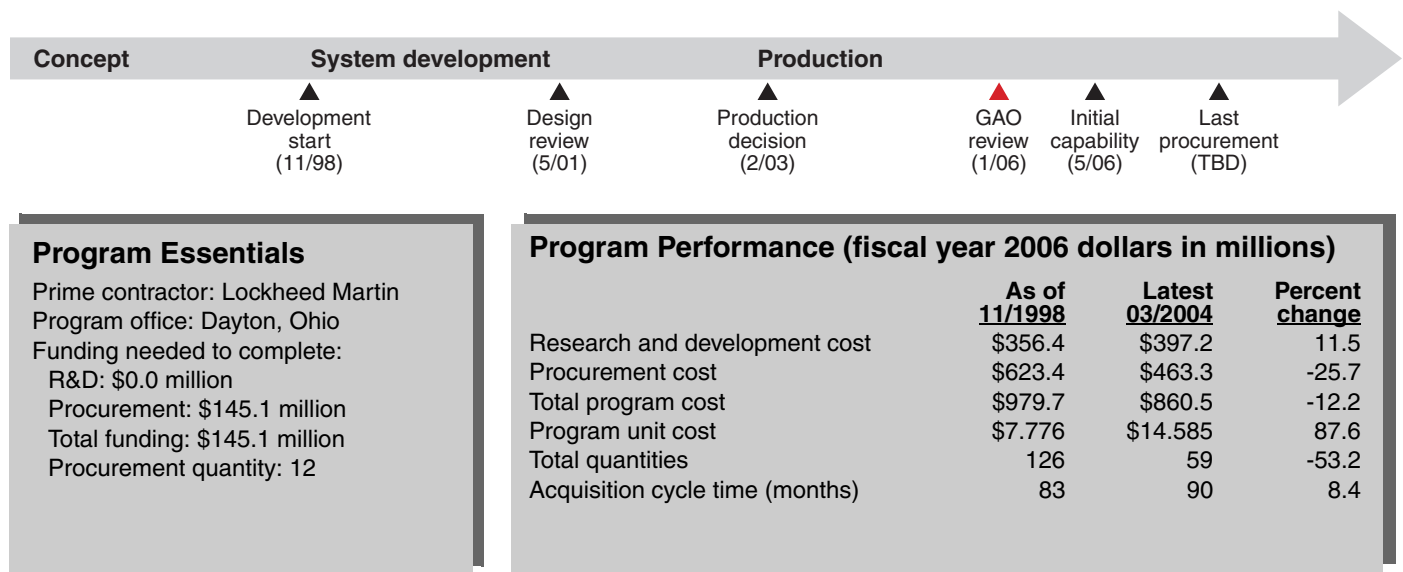 Concept System development Production
Development start (11/98)
Design review (5/01)
Production decision (2/03)
GAO review (1/06)
Initial capability (5/06)
Last procurement (TBD)
Program Essentials
Prime contractor: Lockheed Martin
Program office: Dayton, Ohio
Funding needed to complete:
R&D: $0.0 million
Procurement: $145.1 million
Total funding: $145.1 million
Procurement quantity: 12
Program Performance (fiscal year 2006 dollars in millions)
As of Latest Percent
11/1998 03/2004 change
Research and development cost $356.4 $397.2 11.5
Procurement cost $623.4 $463.3 -25.7
Total program cost $979.7 $860.5 -12.2
Program unit cost $7.776 $14.585 87.6
Total quantities 126 59 -53.2
Acquisition cycle time (months) 83 90 8.4